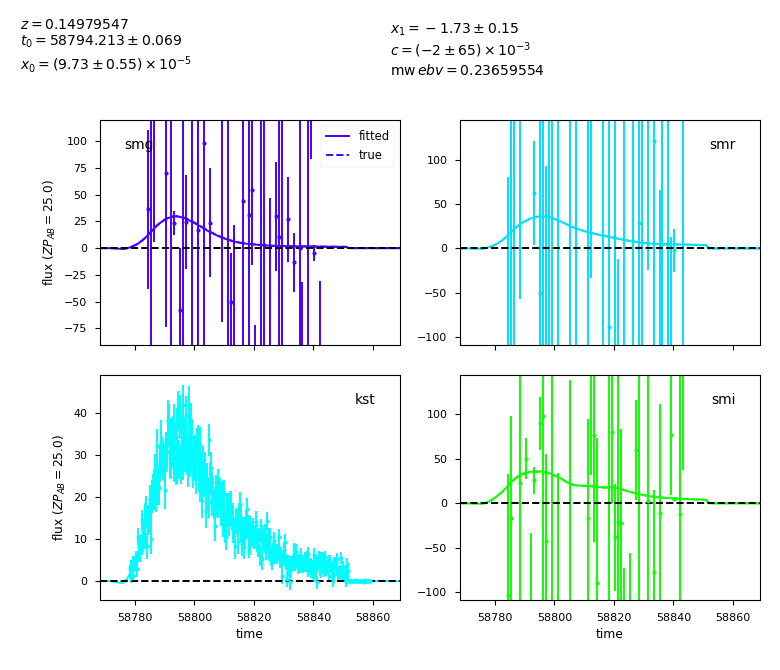 z = 0.14979547
t₀ = 58794.213 ± 0.069
x₀ = (9.73 ± 0.55) × 10⁻⁵
x₁ = −1.73 ± 0.15
c = (−2 ± 65) × 10⁻³
mw ebv = 0.23659554
smg
fitted
true
100
75
50
25
0
−25
−50
−75
flux (ZP_AB = 25.0)
smr
100
50
0
−50
−100
kst
40
30
20
10
0
flux (ZP_AB = 25.0)
58780 58800 58820 58840 58860
time
smi
100
50
0
−50
−100
58780 58800 58820 58840 58860
time